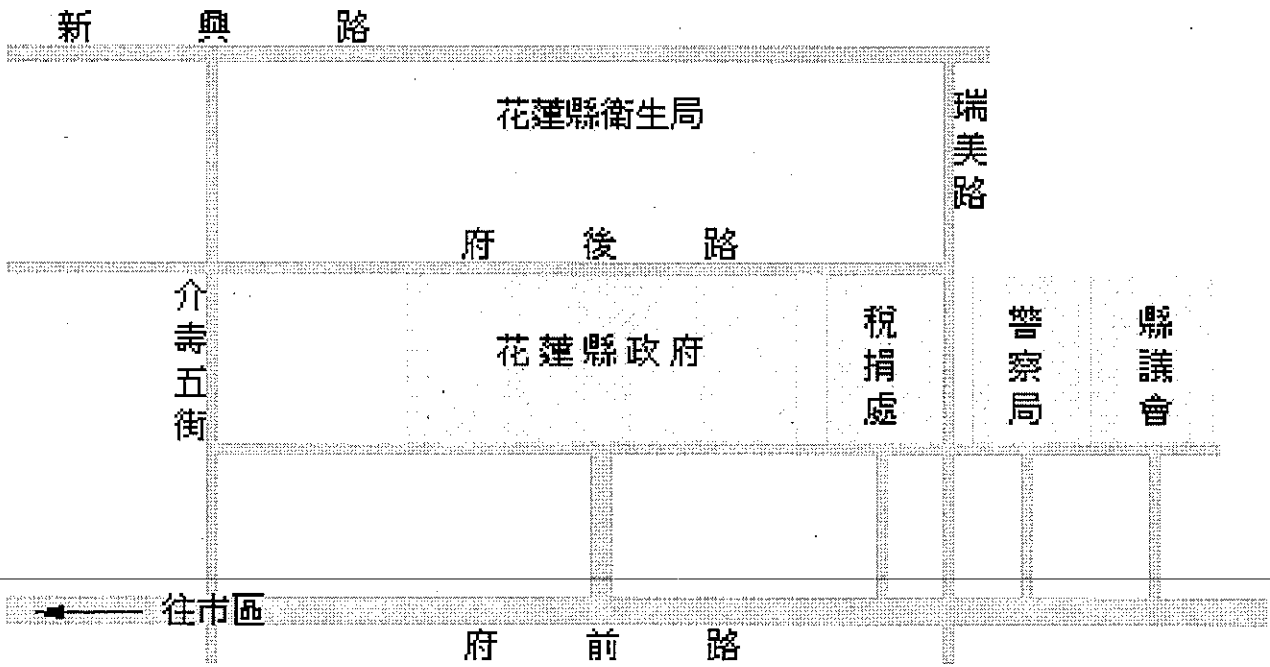 新興路
花蓮縣衛生局
瑞美路
府後路
介壽五街
花蓮縣政府
稅捐處
警察局
縣議會
往市區
府前路